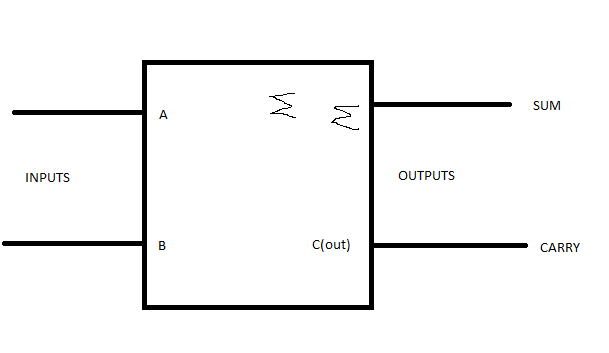 Σ
Σ SUM
A
INPUTS
OUTPUTS
B
C(out)
CARRY